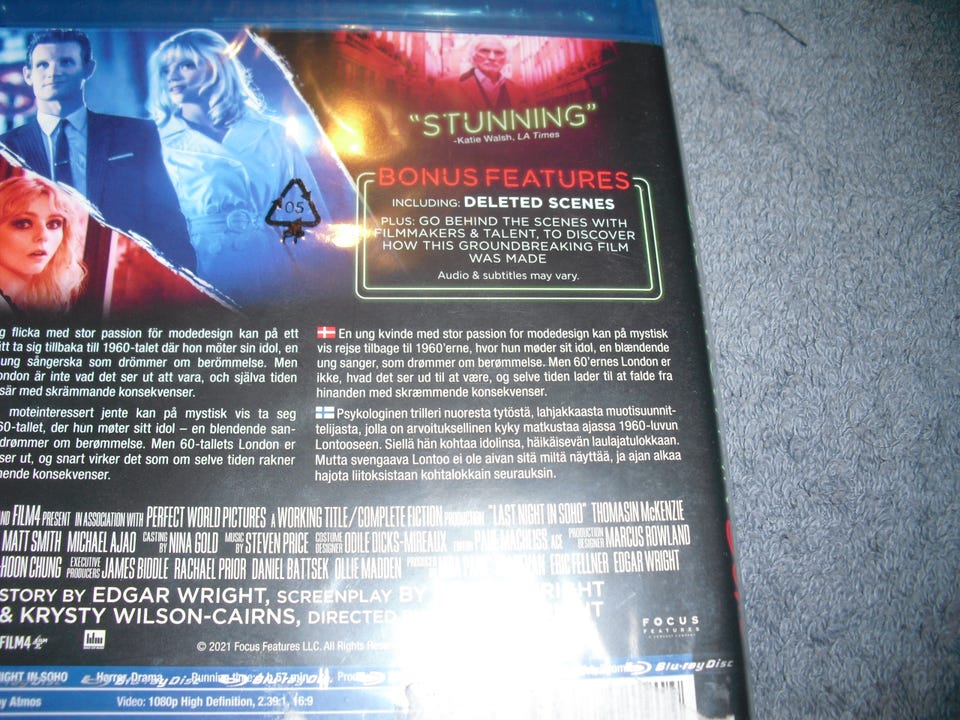 "STUNNING"
-Katie Walsh, LA Times
BONUS FEATURES
INCLUDING: DELETED SCENES
PLUS: GO BEHIND THE SCENES WITH
FILMMAKERS & TALENT, TO DISCOVER
HOW THIS GROUNDBREAKING FILM
WAS MADE
Audio & subtitles may vary.
05
g flicka med stor passion för modedesign kan på ett
tt ta sig tillbaka till 1960-talet där hon möter sin idol, en
ung sångerska som drömmer om berömmelse. Men
ondon är inte vad det ser ut att vara, och själva tiden
sär med skrämmande konsekvenser.
moteinteressert jente kan på mystisk vis ta seg
60-tallet, der hun møter sitt idol – en blendende san-
drømmer om berømmelse. Men 60-tallets London er
ser ut, og snart virker det som om selve tiden rakner
nende konsekvenser.
En ung kvinde med stor passion for modedesign kan på mystisk
vis rejse tilbage til 1960'erne, hvor hun møder sit idol, en blændende
ung sanger, som drømmer om berømmelse. Men 60'ernes London er
ikke, hvad det ser ud til at være, og selve tiden lader til at falde fra
hinanden med skræmmende konsekvenser.
Psykologinen trilleri nuoresta tytöstä, lahjakkaasta muotisuunnit-
telijasta, jolla on arvoituksellinen kyky matkustaa ajassa 1960-luvun
Lontooseen. Siellä hän kohtaa idolinsa, häikäisevän laulajatulokkaan.
Mutta svengaava Lontoo ei ole aivan sitä miltä näyttää, ja ajan alkaa
hajota liitoksistaan kohtalokkain seurauksin.
ND FILM4 PRESENT IN ASSOCIATION WITH PERFECT WORLD PICTURES A WORKING TITLE/COMPLETE FICTION PRODUCTION "LAST NIGHT IN SOHO" THOMASIN McKENZIE
MATT SMITH MICHAEL AJAO CASTING BY NINA GOLD MUSIC BY STEVEN PRICE COSTUME DESIGNER ODILE DICKS-MIREAUX EDITOR PAUL MACHLISS ACE PRODUCTION DESIGNER MARCUS ROWLAND
-HOON CHUNG EXECUTIVE PRODUCERS JAMES BIDDLE RACHAEL PRIOR DANIEL BATTSEK OLLIE MADDEN ERIC FELLNER EDGAR WRIGHT
STORY BY EDGAR WRIGHT, SCREENPLAY BY
& KRYSTY WILSON-CAIRNS, DIRECTED
FILM4
FOCUS
FEATURES
© 2021 Focus Features LLC. All Rights
NIGHT IN SOHO Horror, Drama Running time: Blu-ray Disc
y Atmos Video: 1080p High Definition, 2.39:1, 16:9